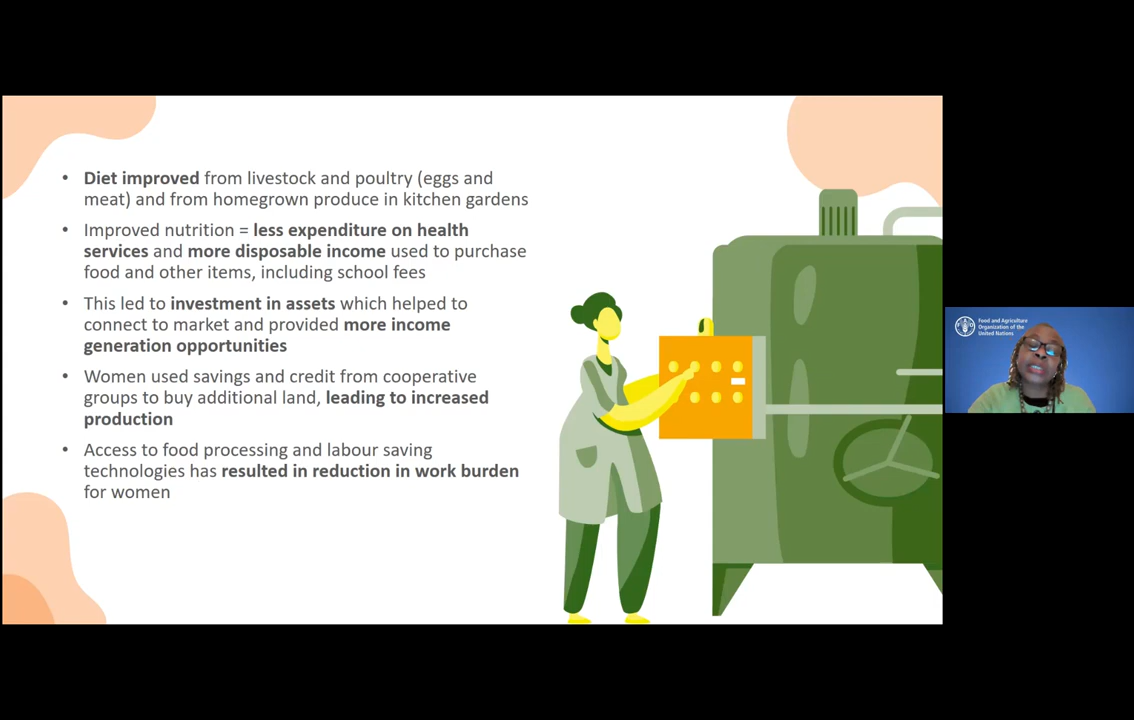 • Diet improved from livestock and poultry (eggs and
meat) and from homegrown produce in kitchen gardens
• Improved nutrition = less expenditure on health
services and more disposable income used to purchase
food and other items, including school fees
• This led to investment in assets which helped to
connect to market and provided more income
generation opportunities
• Women used savings and credit from cooperative
groups to buy additional land, leading to increased
production
• Access to food processing and labour saving
technologies has resulted in reduction in work burden
for women
Food and Agriculture
Organization of the
United Nations